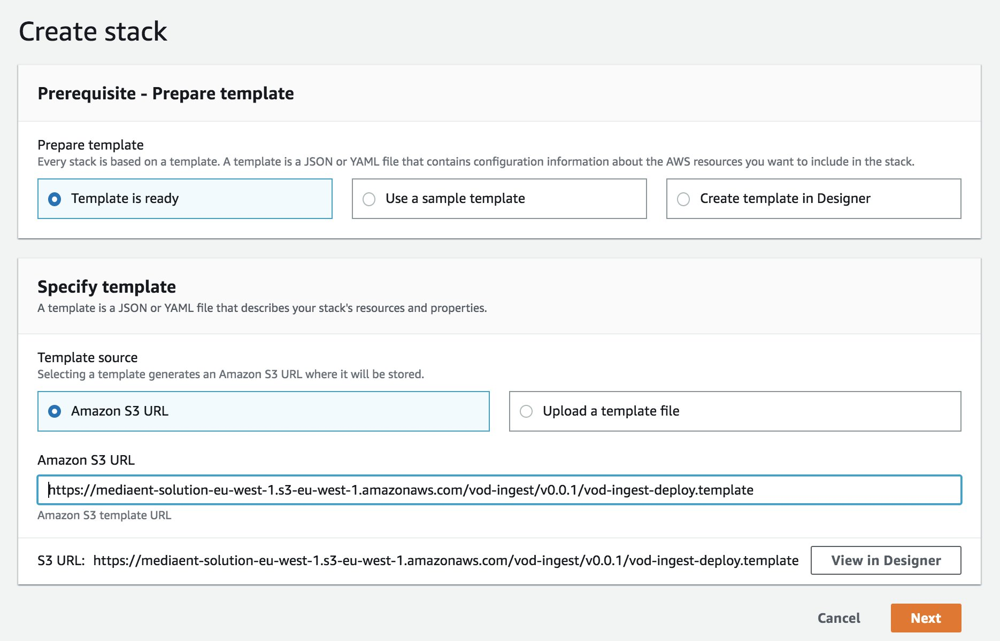 Create stack
Prerequisite - Prepare template
Prepare template
Every stack is based on a template. A template is a JSON or YAML file that contains configuration information about the AWS resources you want to include in the stack.
Template is ready
Use a sample template
Create template in Designer
Specify template
A template is a JSON or YAML file that describes your stack's resources and properties.
Template source
Selecting a template generates an Amazon S3 URL where it will be stored.
Amazon S3 URL
Upload a template file
Amazon S3 URL
https://mediaent-solution-eu-west-1.s3-eu-west-1.amazonaws.com/vod-ingest/v0.0.1/vod-ingest-deploy.template
Amazon S3 template URL
S3 URL: https://mediaent-solution-eu-west-1.s3-eu-west-1.amazonaws.com/vod-ingest/v0.0.1/vod-ingest-deploy.template
View in Designer
Cancel
Next